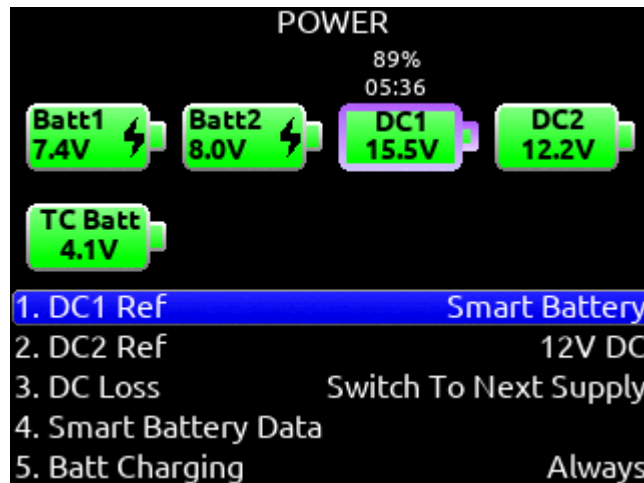 POWER
89%
05:36
Batt1
7.4V
Batt2
8.0V
DC1
15.5V
DC2
12.2V
TC Batt
4.1V
1. DC1 Ref Smart Battery
2. DC2 Ref 12V DC
3. DC Loss Switch To Next Supply
4. Smart Battery Data
5. Batt Charging Always